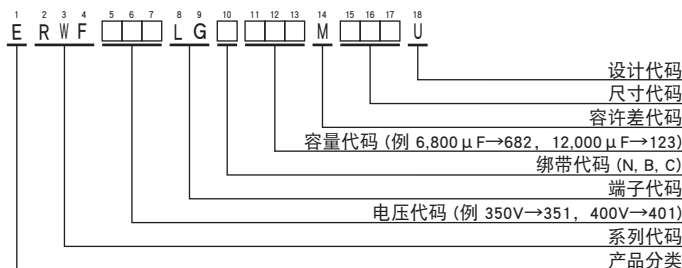 1 2 3 4 5 6 7 8 9 10 11 12 13 14 15 16 17 18
E R W F □□□ L G □ □□□ M □□□ U
设计代码
尺寸代码
容许差代码
容量代码 (例 6,800μF→682，12,000μF→123)
绑带代码 (N, B, C)
端子代码
电压代码 (例 350V→351，400V→401)
系列代码
产品分类